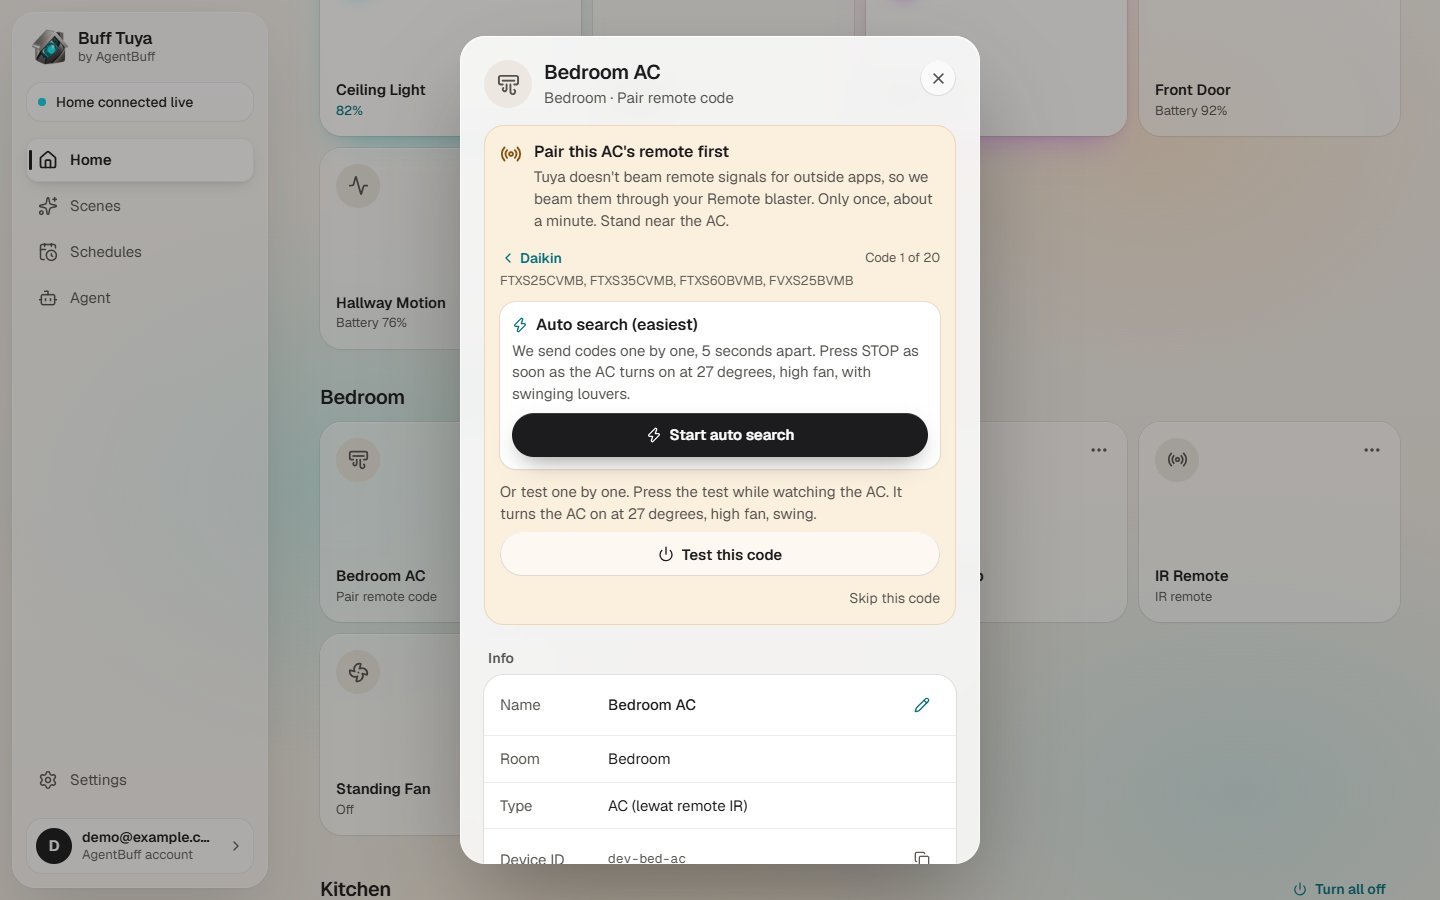 Buff Tuya
by AgentBuff
Home connected live
Home
Scenes
Schedules
Agent
Settings
D
demo@example.c...
AgentBuff account
Ceiling Light
82%
Front Door
Battery 92%
Hallway Motion
Battery 76%
Bedroom
Bedroom AC
Pair remote code
IR Remote
IR remote
Standing Fan
Off
Kitchen
Turn all off
Bedroom AC
Bedroom · Pair remote code
Pair this AC's remote first
Tuya doesn't beam remote signals for outside apps, so we
beam them through your Remote blaster. Only once, about
a minute. Stand near the AC.
Daikin
Code 1 of 20
FTXS25CVMB, FTXS35CVMB, FTXS60BVMB, FVXS25BVMB
Auto search (easiest)
We send codes one by one, 5 seconds apart. Press STOP as
soon as the AC turns on at 27 degrees, high fan, with
swinging louvers.
Start auto search
Or test one by one. Press the test while watching the AC. It
turns the AC on at 27 degrees, high fan, swing.
Test this code
Skip this code
Info
Name
Bedroom AC
Room
Bedroom
Type
AC (lewat remote IR)
Device ID
dev-bed-ac